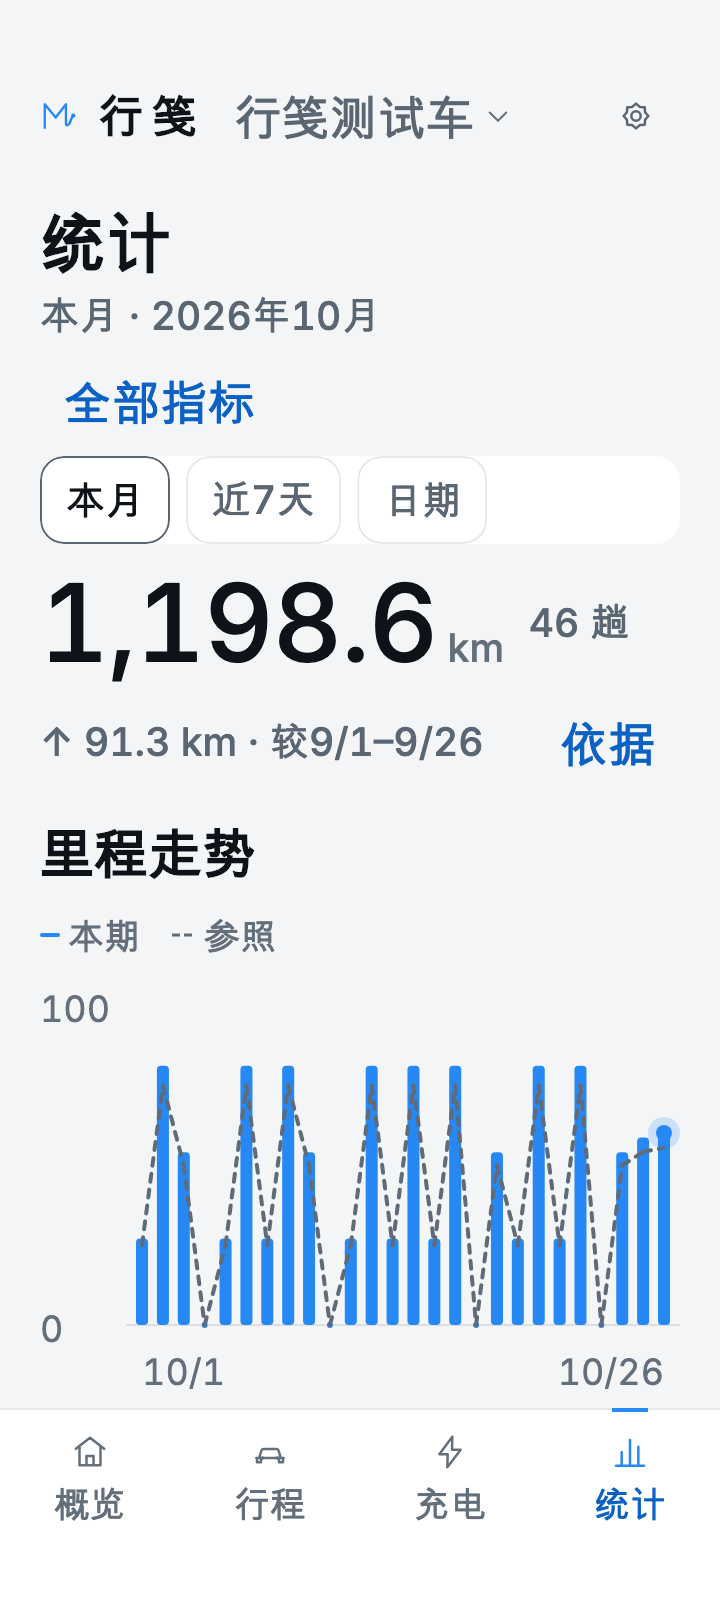 行笺 行笺测试车
统计
本月 · 2026年10月
全部指标
本月 近7天 日期
1,198.6 km 46 趟
↑ 91.3 km · 较9/1–9/26 依据
里程走势
本期 -- 参照
100
0
10/1 10/26
概览 行程 充电 统计